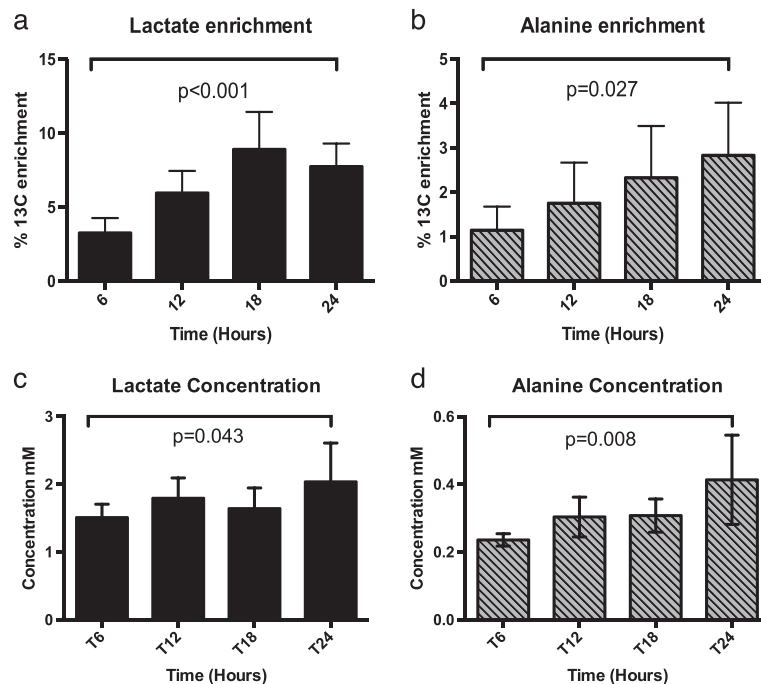 a
Lactate enrichment
15
10
5
0
% 13C enrichment
p<0.001
6
12
18
24
Time (Hours)
b
Alanine enrichment
5
4
3
2
1
0
% 13C enrichment
p=0.027
6
12
18
24
Time (Hours)
c
Lactate Concentration
3
2
1
0
Concentration mM
p=0.043
T6
T12
T18
T24
Time (Hours)
d
Alanine Concentration
0.6
0.4
0.2
0.0
Concentration mM
p=0.008
T6
T12
T18
T24
Time (Hours)